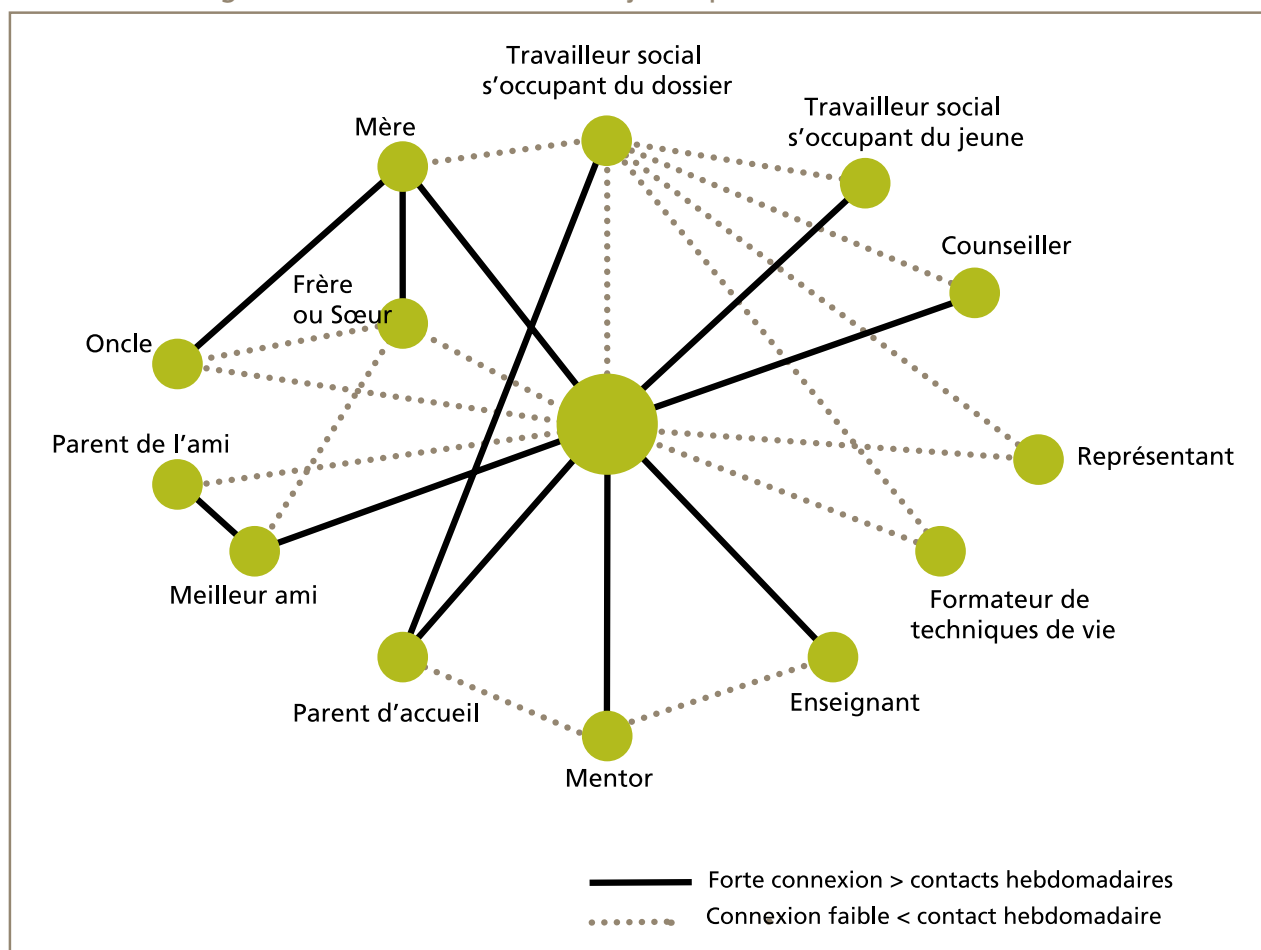 Travailleur social
s'occupant du dossier
Travailleur social
s'occupant du jeune
Mère
Counseiller
Frère
ou Sœur
Oncle
Parent de l'ami
Représentant
Meilleur ami
Formateur de
techniques de vie
Parent d'accueil
Enseignant
Mentor
Forte connexion > contacts hebdomadaires
Connexion faible < contact hebdomadaire